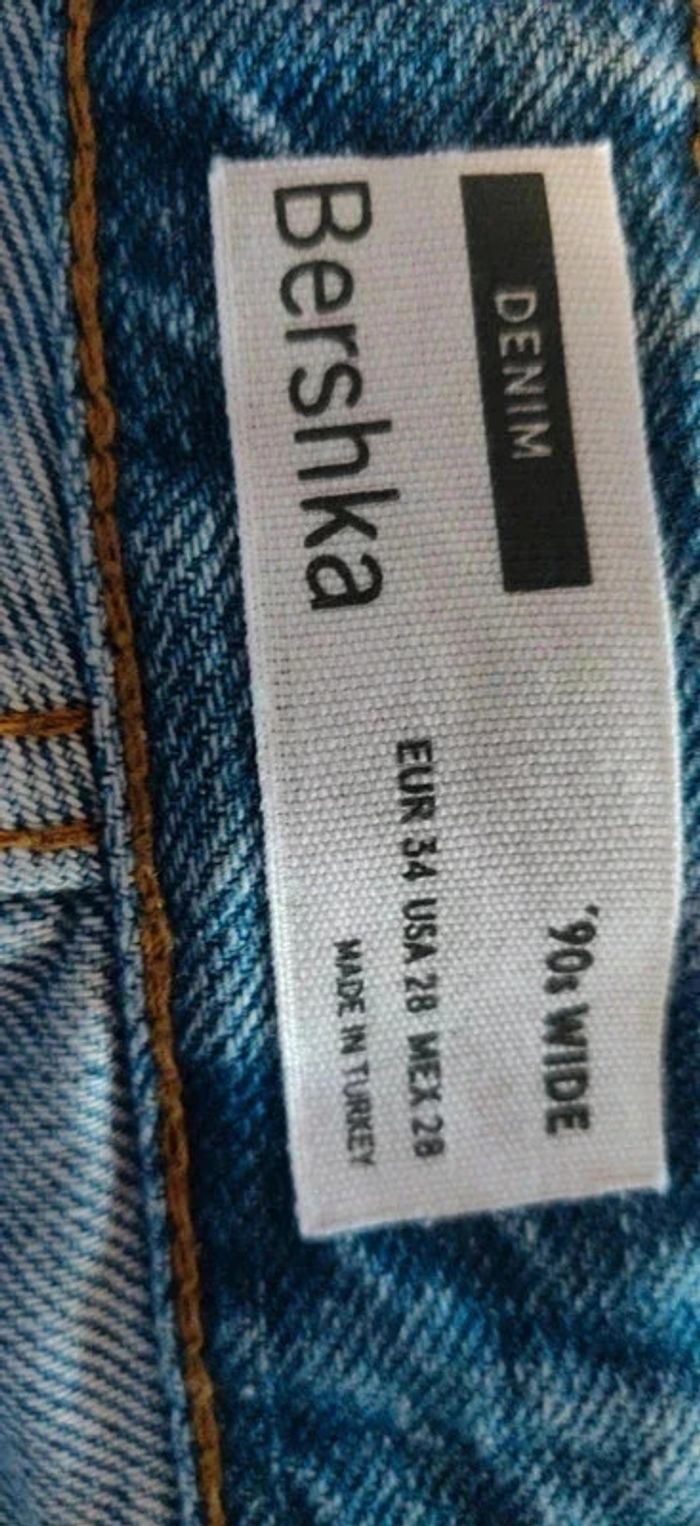 DENIM
Bershka
'90s WIDE
EUR 34 USA 28 MEX 28
MADE IN TURKEY